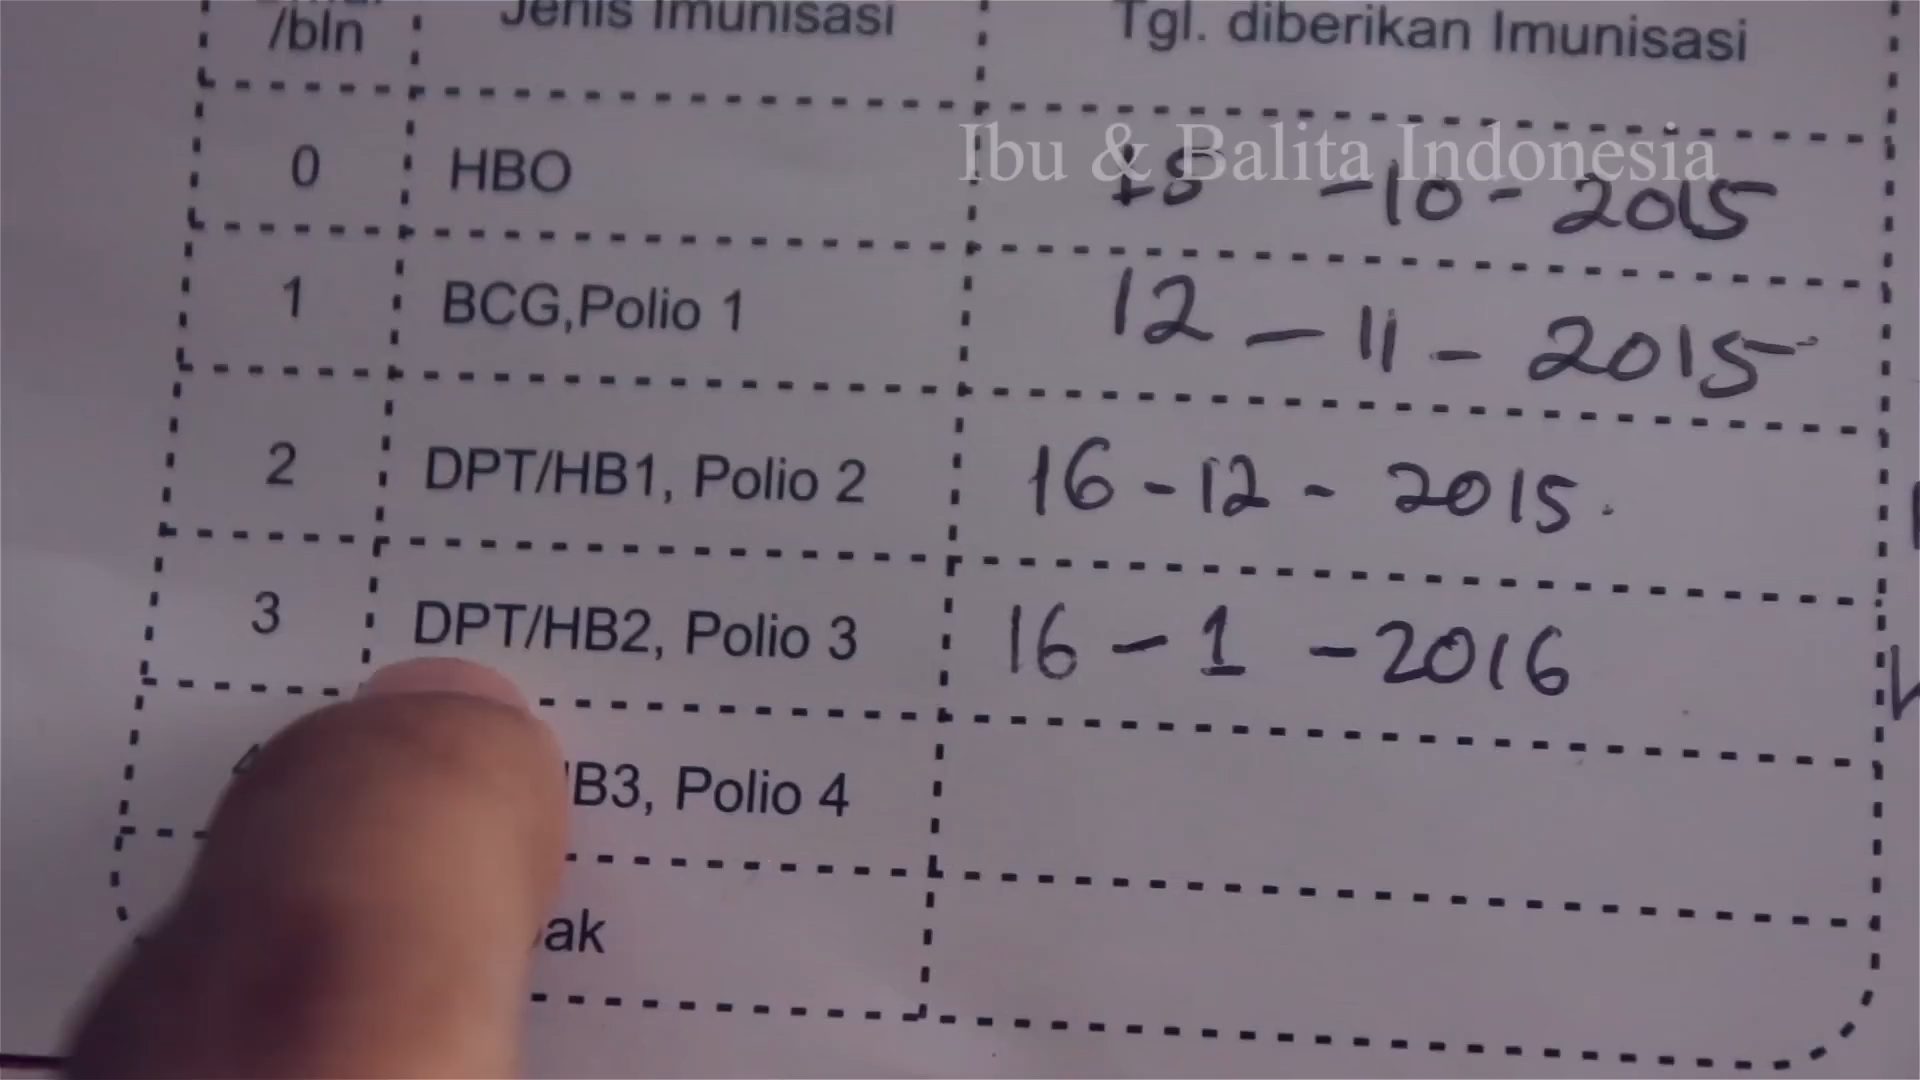 /bln Jenis Imunisasi Tgl. diberikan Imunisasi
Ibu & Balita Indonesia
0 HBO -10-2015
1 BCG,Polio 1 12-11-2015
2 DPT/HB1, Polio 2 16-12-2015.
3 DPT/HB2, Polio 3 16-1-2016
B3, Polio 4
ak